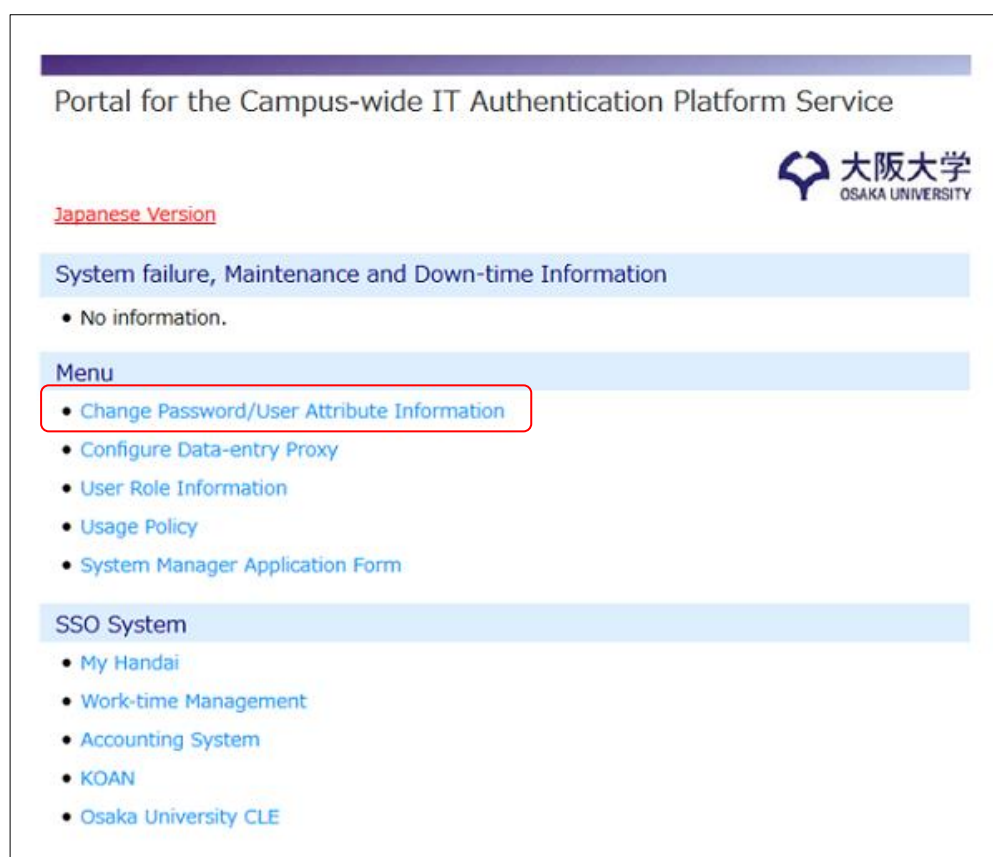 Portal for the Campus-wide IT Authentication Platform Service
大阪大学
OSAKA UNIVERSITY
Japanese Version
System failure, Maintenance and Down-time Information
• No information.
Menu
• Change Password/User Attribute Information
• Configure Data-entry Proxy
• User Role Information
• Usage Policy
• System Manager Application Form
SSO System
• My Handai
• Work-time Management
• Accounting System
• KOAN
• Osaka University CLE